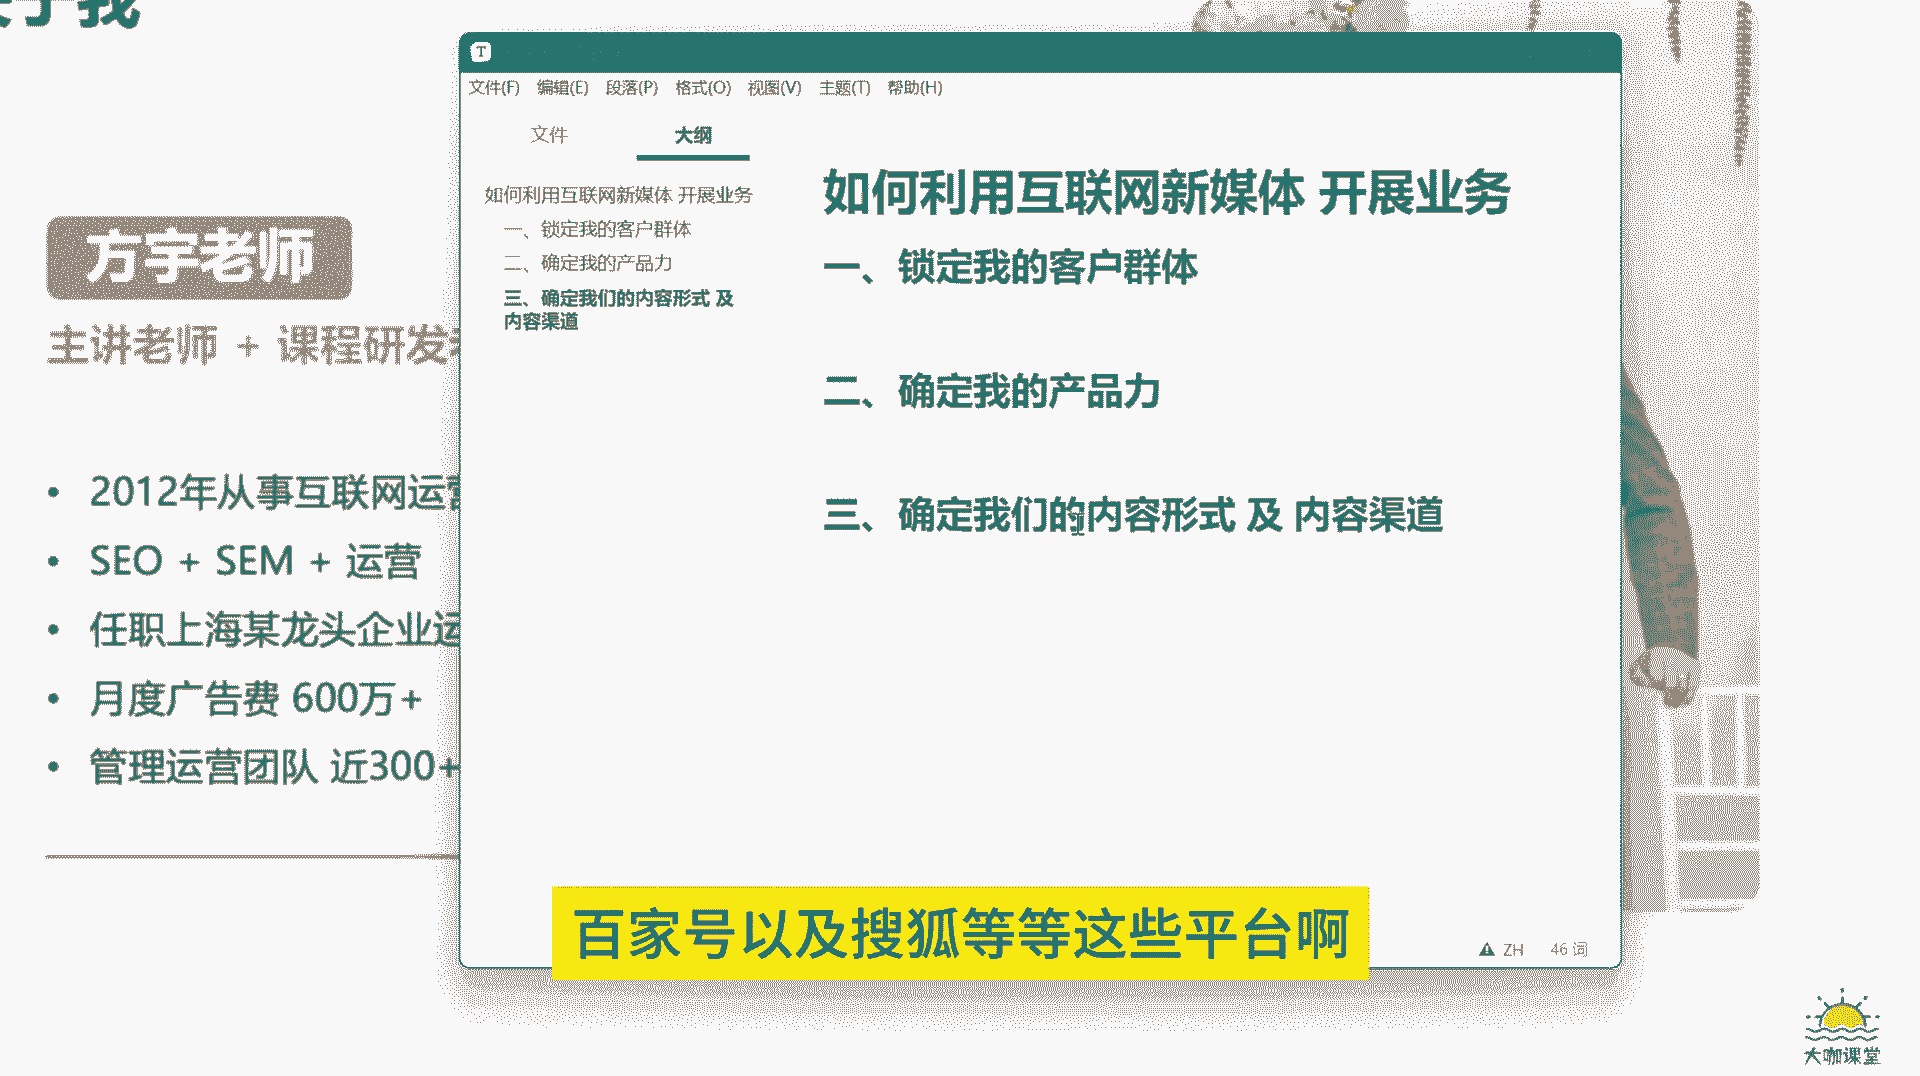 于我
方宇老师
主讲老师 + 课程研发
2012年从事互联网运营
SEO + SEM + 运营
任职上海某龙头企业运
月度广告费 600万+
管理运营团队 近300+
T
文件(F) 编辑(E) 段落(P) 格式(O) 视图(V) 主题(T) 帮助(H)
文件 大纲
如何利用互联网新媒体 开展业务
一、锁定我的客户群体
二、确定我的产品力
三、确定我们的内容形式 及
内容渠道
如何利用互联网新媒体 开展业务
一、锁定我的客户群体
二、确定我的产品力
三、确定我们的内容形式 及 内容渠道
百家号以及搜狐等等这些平台啊
ZH 46 词
大咖课堂